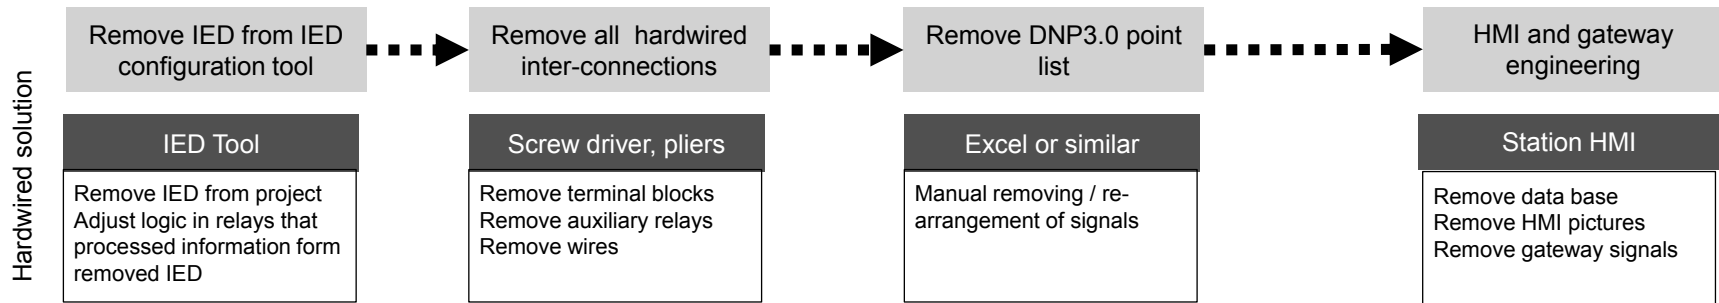 Hardwired solution
Remove IED from IED
configuration tool
Remove all  hardwired
inter-connections
Remove DNP3.0 point
list
HMI and gateway
engineering
IED Tool
Remove IED from project
Adjust logic in relays that
processed information form
removed IED
Screw driver, pliers
Remove terminal blocks
Remove auxiliary relays
Remove wires
Excel or similar
Manual removing / re-
arrangement of signals
Station HMI
Remove data base
Remove HMI pictures
Remove gateway signals